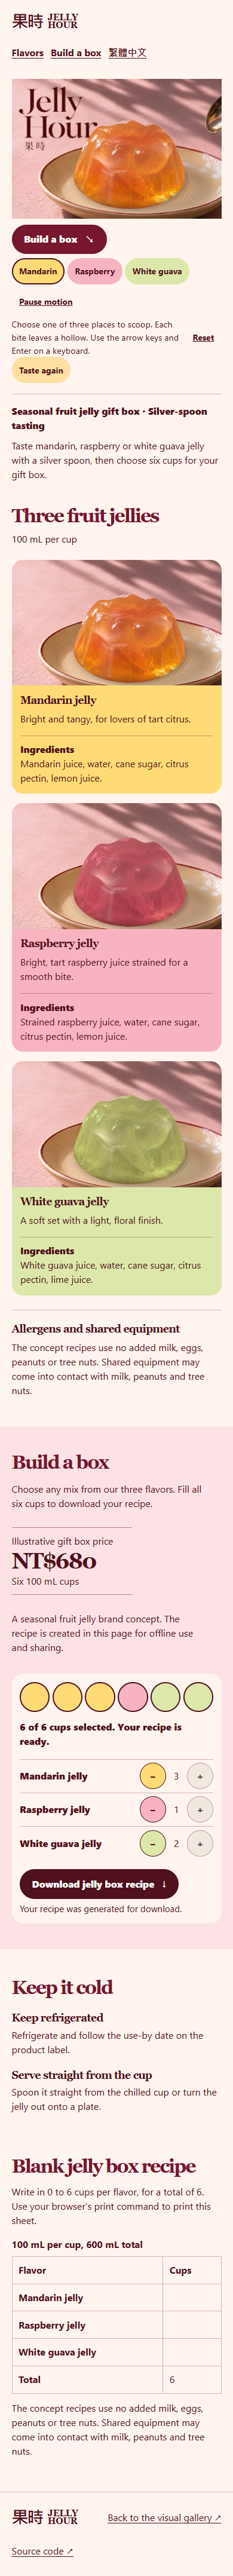 果時 JELLY HOUR
Flavors Build a box 繁體中文
Jelly
Hour
果時
Build a box ↘
Mandarin Raspberry White guava
Pause motion
Choose one of three places to scoop. Each
bite leaves a hollow. Use the arrow keys and
Enter on a keyboard.
Reset
Taste again
Seasonal fruit jelly gift box · Silver-spoon
tasting
Taste mandarin, raspberry or white guava jelly
with a silver spoon, then choose six cups for your
gift box.
Three fruit jellies
100 mL per cup
Mandarin jelly
Bright and tangy, for lovers of tart citrus.
Ingredients
Mandarin juice, water, cane sugar, citrus
pectin, lemon juice.
Raspberry jelly
Bright, tart raspberry juice strained for a
smooth bite.
Ingredients
Strained raspberry juice, water, cane sugar,
citrus pectin, lemon juice.
White guava jelly
A soft set with a light, floral finish.
Ingredients
White guava juice, water, cane sugar, citrus
pectin, lime juice.
Allergens and shared equipment
The concept recipes use no added milk, eggs,
peanuts or tree nuts. Shared equipment may
come into contact with milk, peanuts and tree
nuts.
Build a box
Choose any mix from our three flavors. Fill all
six cups to download your recipe.
Illustrative gift box price
NT$680
Six 100 mL cups
A seasonal fruit jelly brand concept. The
recipe is created in this page for offline use
and sharing.
6 of 6 cups selected. Your recipe is
ready.
Mandarin jelly − 3 +
Raspberry jelly − 1 +
White guava jelly − 2 +
Download jelly box recipe ↓
Your recipe was generated for download.
Keep it cold
Keep refrigerated
Refrigerate and follow the use-by date on the
product label.
Serve straight from the cup
Spoon it straight from the chilled cup or turn the
jelly out onto a plate.
Blank jelly box recipe
Write in 0 to 6 cups per flavor, for a total of 6.
Use your browser's print command to print this
sheet.
100 mL per cup, 600 mL total
Flavor Cups
Mandarin jelly
Raspberry jelly
White guava jelly
Total 6
The concept recipes use no added milk, eggs,
peanuts or tree nuts. Shared equipment may
come into contact with milk, peanuts and tree
nuts.
果時 JELLY HOUR
Back to the visual gallery ↗
Source code ↗